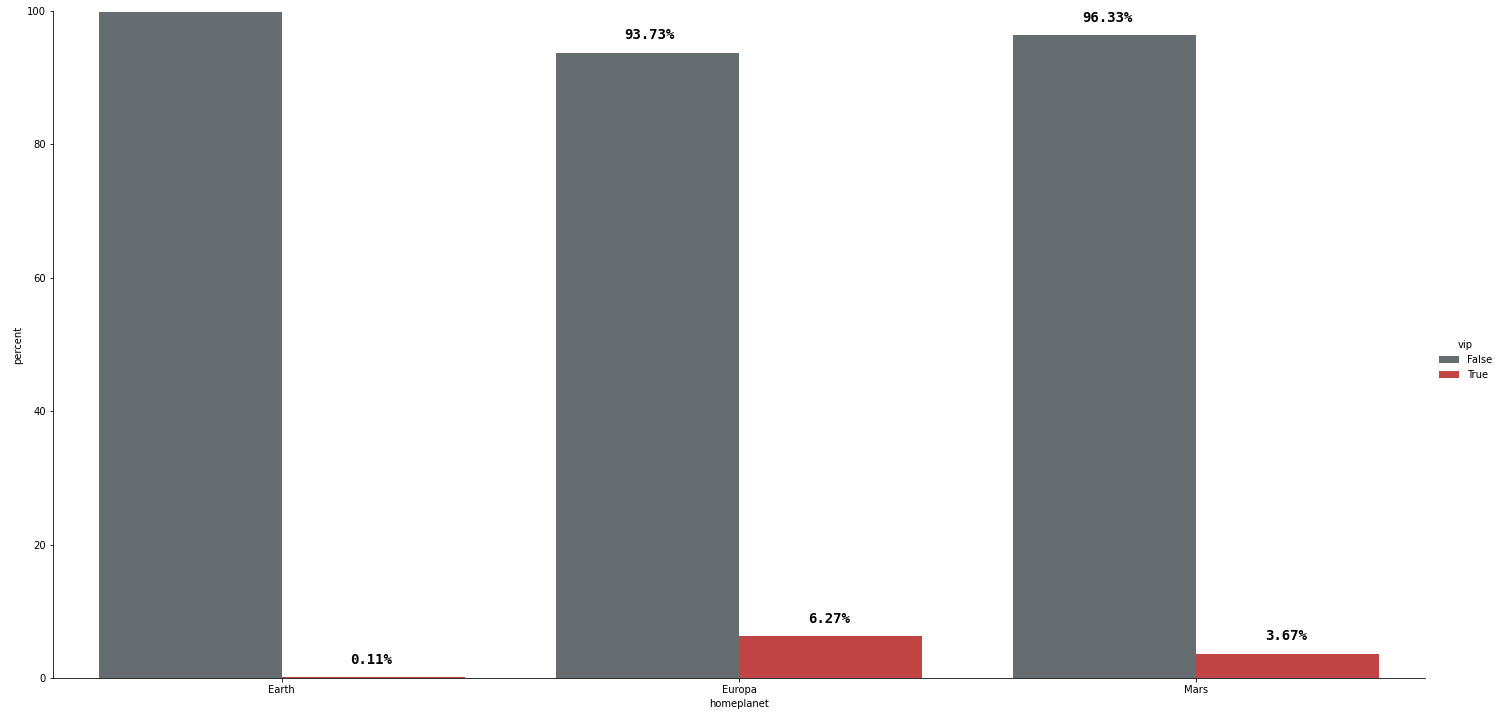 100
96.33%
93.73%
80
60
percent
vip
False
True
40
20
6.27%
3.67%
0.11%
0
Earth
Europa
Mars
homeplanet